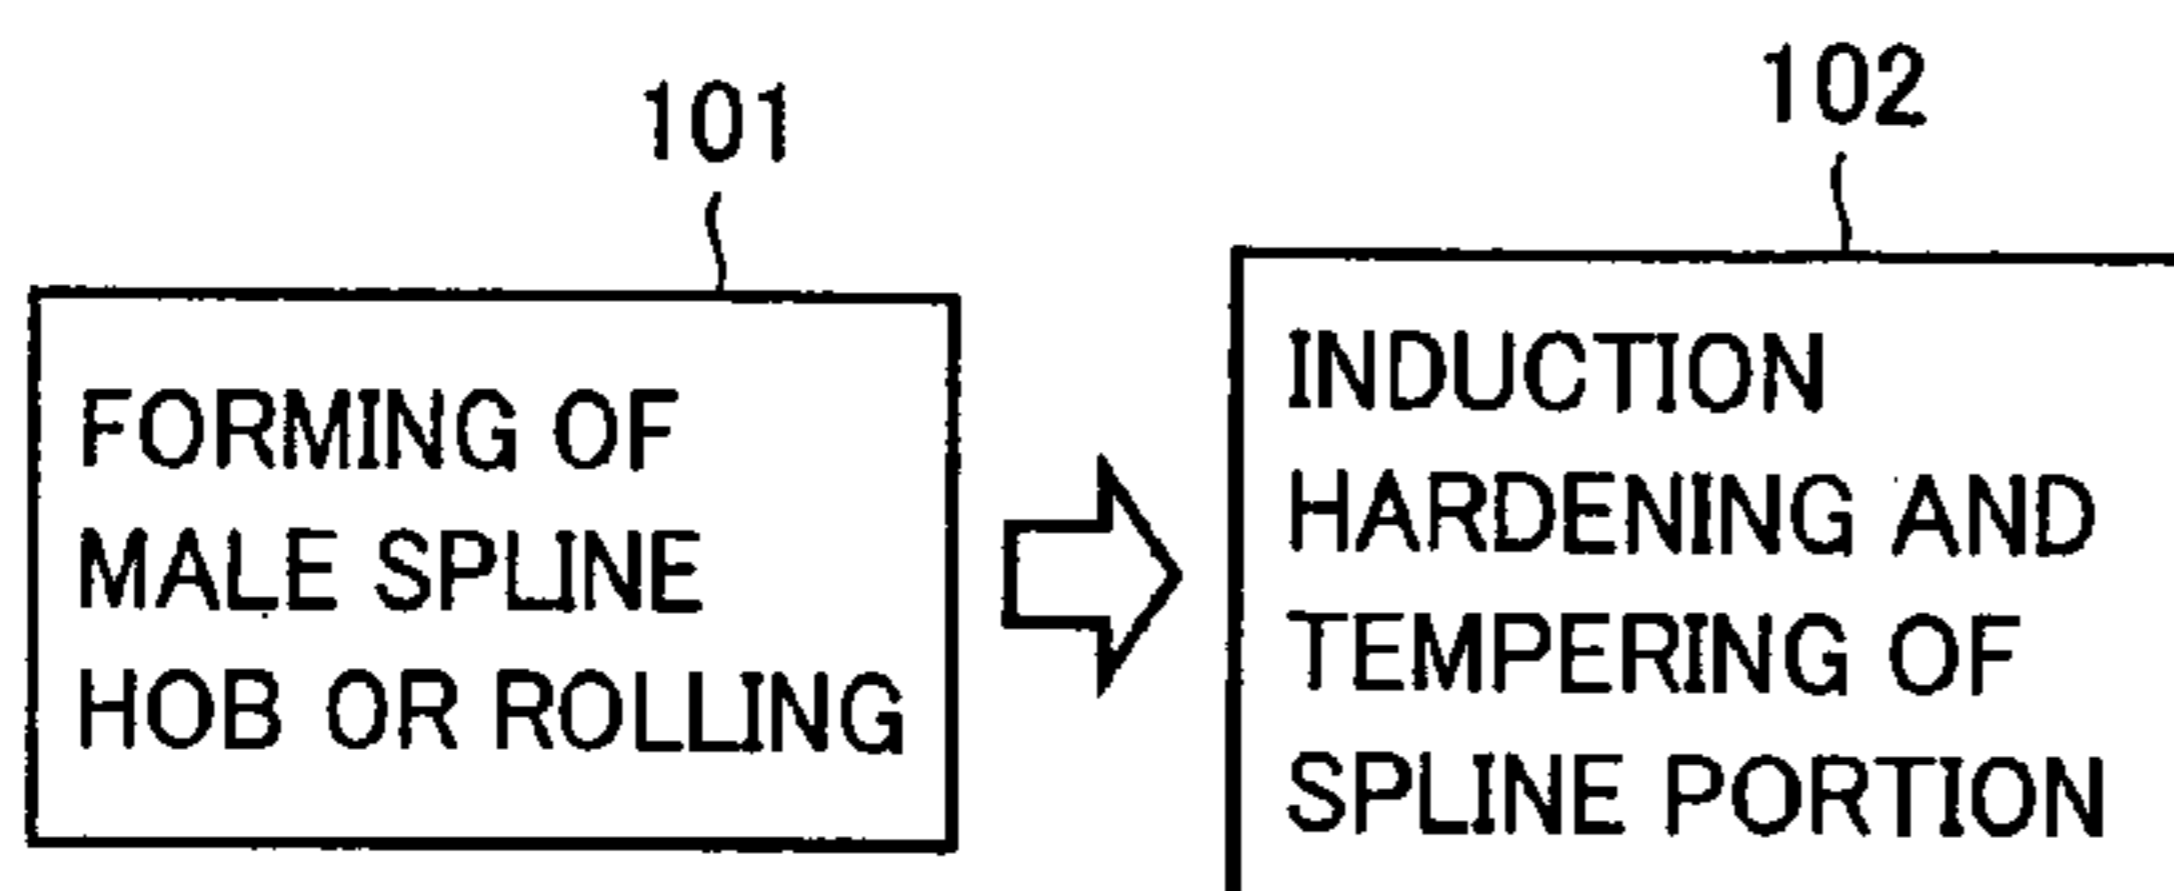 101
FORMING OF
MALE SPLINE
HOB OR ROLLING
102
INDUCTION
HARDENING AND
TEMPERING OF
SPLINE PORTION